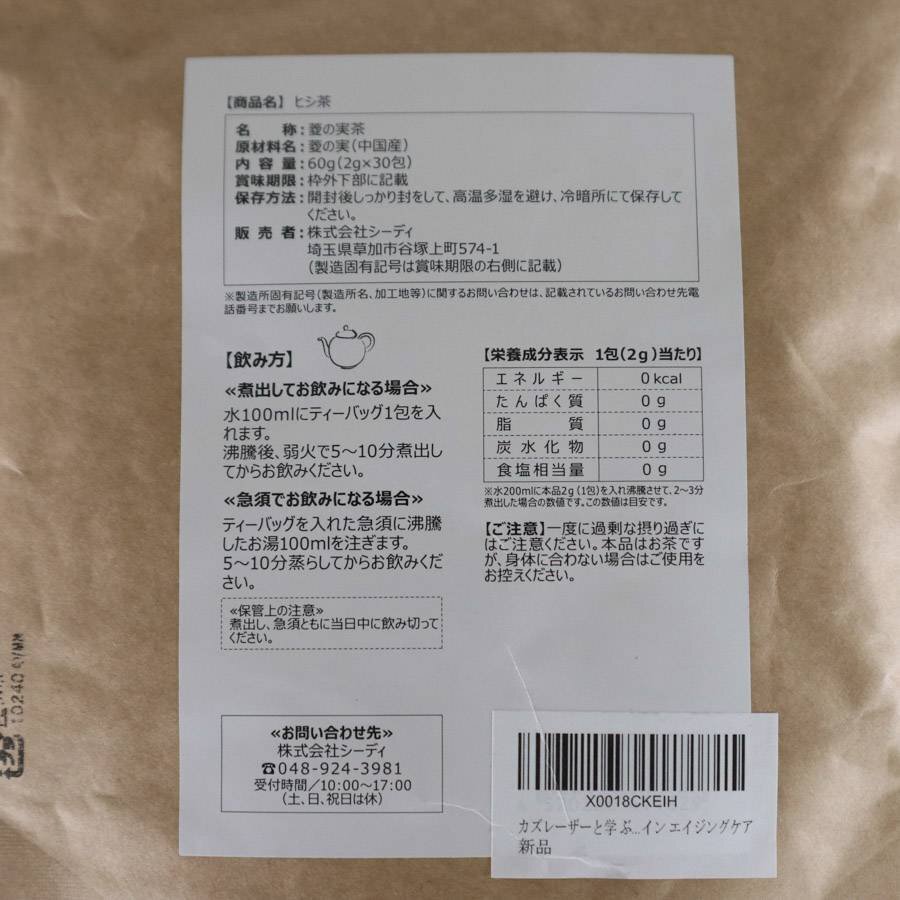 【商品名】ヒシ茶
名 称:菱の実茶
原材料名:菱の実(中国産)
内 容 量:60g(2g×30包)
賞味期限:枠外下部に記載
保存方法:開封後しっかり封をして、高温多湿を避け、冷暗所にて保存して
ください。
販 売 者:株式会社シーディ
埼玉県草加市谷塚上町574-1
(製造固有記号は賞味期限の右側に記載)
※製造所固有記号(製造所名、加工地等)に関するお問い合わせは、記載されているお問い合わせ先電
話番号までお願いします。
【飲み方】
≪煮出してお飲みになる場合≫
水100mlにティーバッグ1包を入
れます。
沸騰後、弱火で5~10分煮出し
てからお飲みください。
≪急須でお飲みになる場合≫
ティーバッグを入れた急須に沸騰
したお湯100mlを注ぎます。
5~10分蒸らしてからお飲みくだ
さい。
≪保管上の注意≫
煮出し、急須ともに当日中に飲み切って
ください。
【栄養成分表示 1包(2g)当たり】
エネルギー 0kcal
たんぱく質 0g
脂質 0g
炭水化物 0g
食塩相当量 0g
※水200mlに本品2g(1包)を入れ沸騰させて、2~3分
煮出した場合の数値です。この数値は目安です。
【ご注意】一度に過剰な摂り過ぎに
はご注意ください。本品はお茶です
が、身体に合わない場合はご使用を
お控えください。
≪お問い合わせ先≫
株式会社シーディ
☎048-924-3981
受付時間/10:00~17:00
(土、日、祝日は休)
X0018CKEIH
カズレーザーと学ぶ...イン エイジングケア
新品
10240